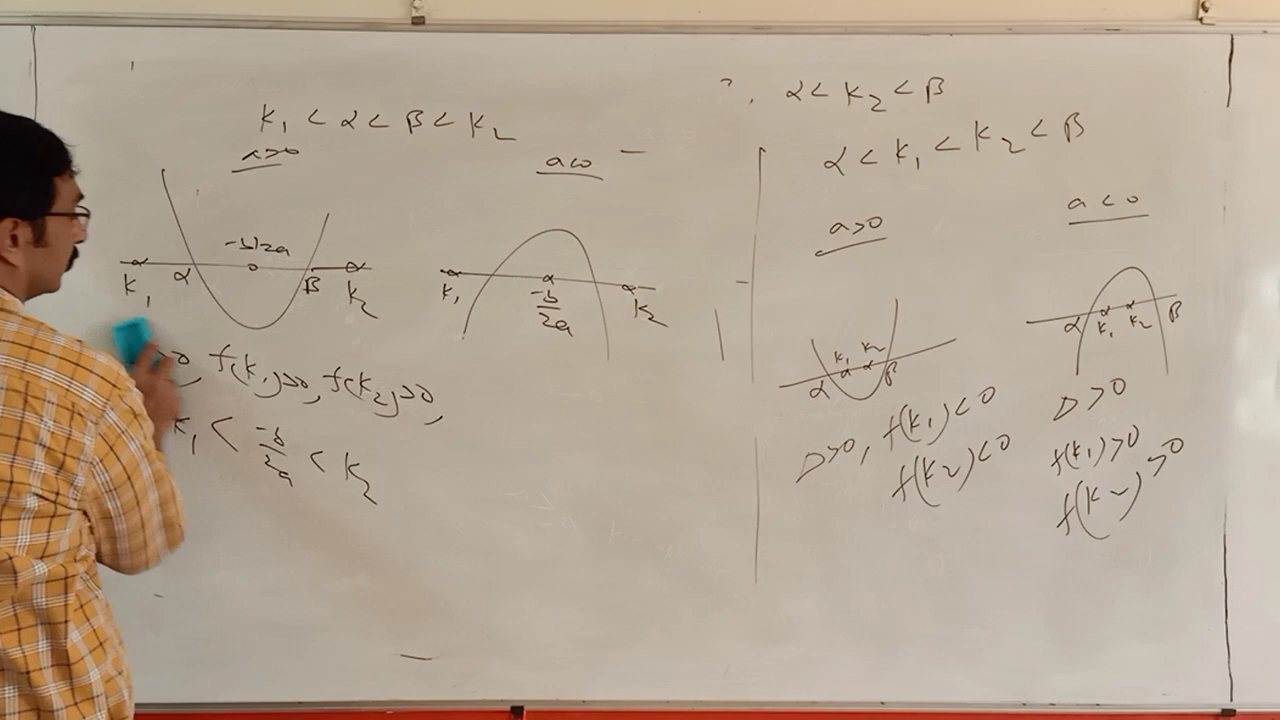 K₁ < α < β < K₂
a>0
a<0
-b/2a
K₁ α β K₂
K₁ -b/2a K₂
>0, f(K₁)>0, f(K₂)>0,
K₁ < -b/2a < K₂
α < K₂ < β
α < K₁ < K₂ < β
a>0
a<0
α K₁ K₂ β
α K₁ K₂ β
D>0, f(K₁)<0
f(K₂)<0
D>0
f(K₁)>0
f(K₂)>0